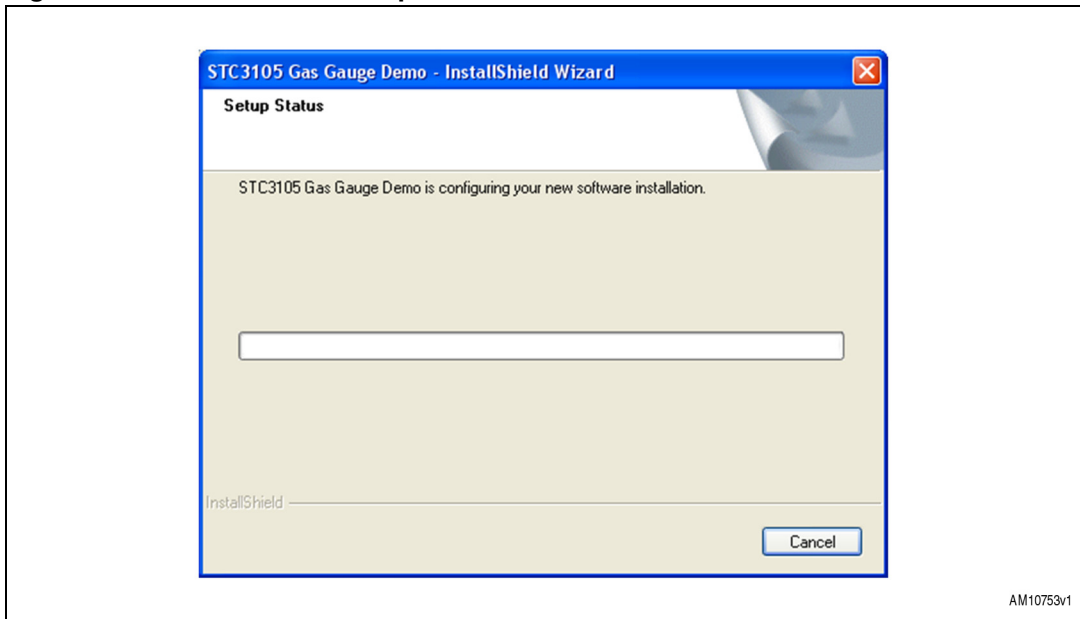 STC3105 Gas Gauge Demo - InstallShield Wizard
Setup Status
STC3105 Gas Gauge Demo is configuring your new software installation.
InstallShield
Cancel
AM10753v1